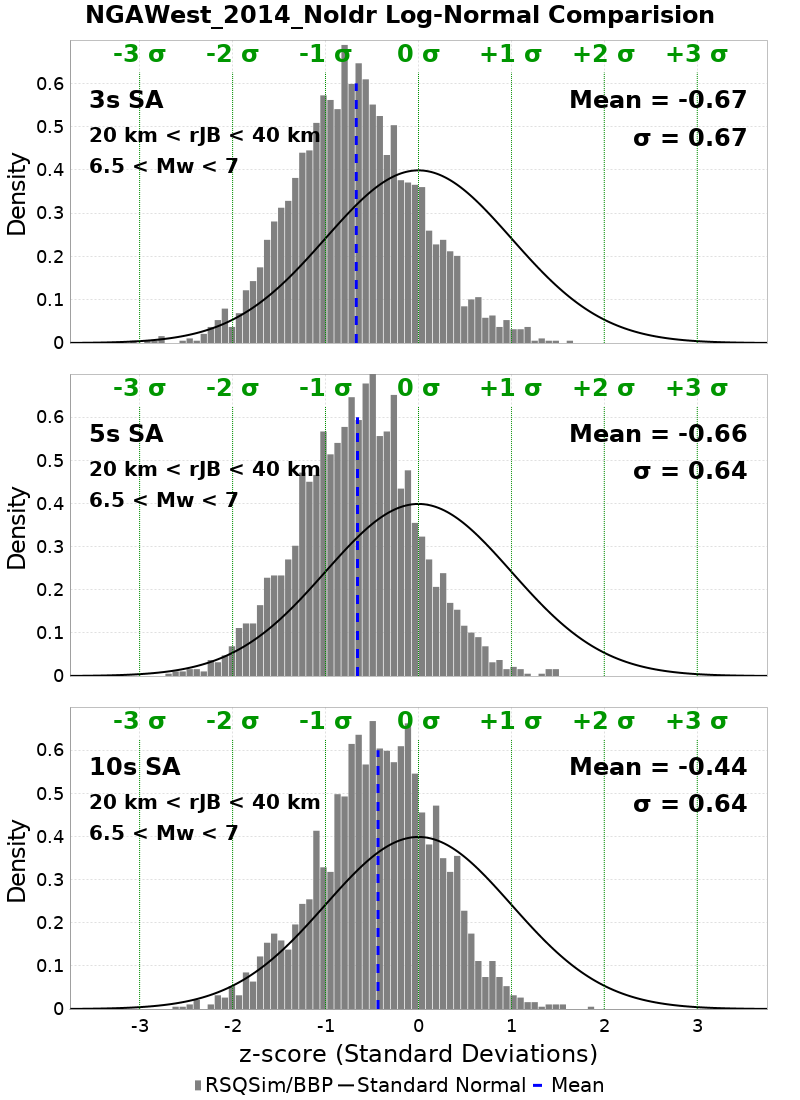 NGAWest_2014_NoIdr Log-Normal Comparision
-3 σ -2 σ -1 σ 0 σ +1 σ +2 σ +3 σ
3s SA
20 km < rJB < 40 km
6.5 < Mw < 7
Mean = -0.67
σ = 0.67
Density
0.6
0.5
0.4
0.3
0.2
0.1
0
-3 σ -2 σ -1 σ 0 σ +1 σ +2 σ +3 σ
5s SA
20 km < rJB < 40 km
6.5 < Mw < 7
Mean = -0.66
σ = 0.64
Density
0.6
0.5
0.4
0.3
0.2
0.1
0
-3 σ -2 σ -1 σ 0 σ +1 σ +2 σ +3 σ
10s SA
20 km < rJB < 40 km
6.5 < Mw < 7
Mean = -0.44
σ = 0.64
Density
0.6
0.5
0.4
0.3
0.2
0.1
0
-3 -2 -1 0 1 2 3
z-score (Standard Deviations)
RSQSim/BBP Standard Normal Mean